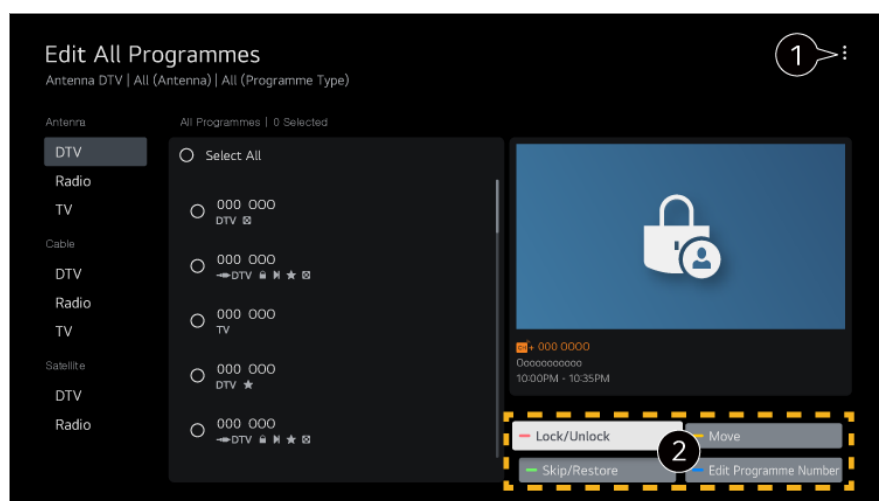 Edit All Programmes
Antenna DTV | All (Antenna) | All (Programme Type)
1
Antenna
DTV
Radio
TV
Cable
DTV
Radio
TV
Satellite
DTV
Radio
All Programmes | 0 Selected
Select All
000 000
DTV
000 000
DTV
000 000
TV
000 000
DTV
000 000
DTV
+ 000 0000
Ooooooooooo
10:00PM - 10:35PM
Lock/Unlock
Move
2
Skip/Restore
Edit Programme Number